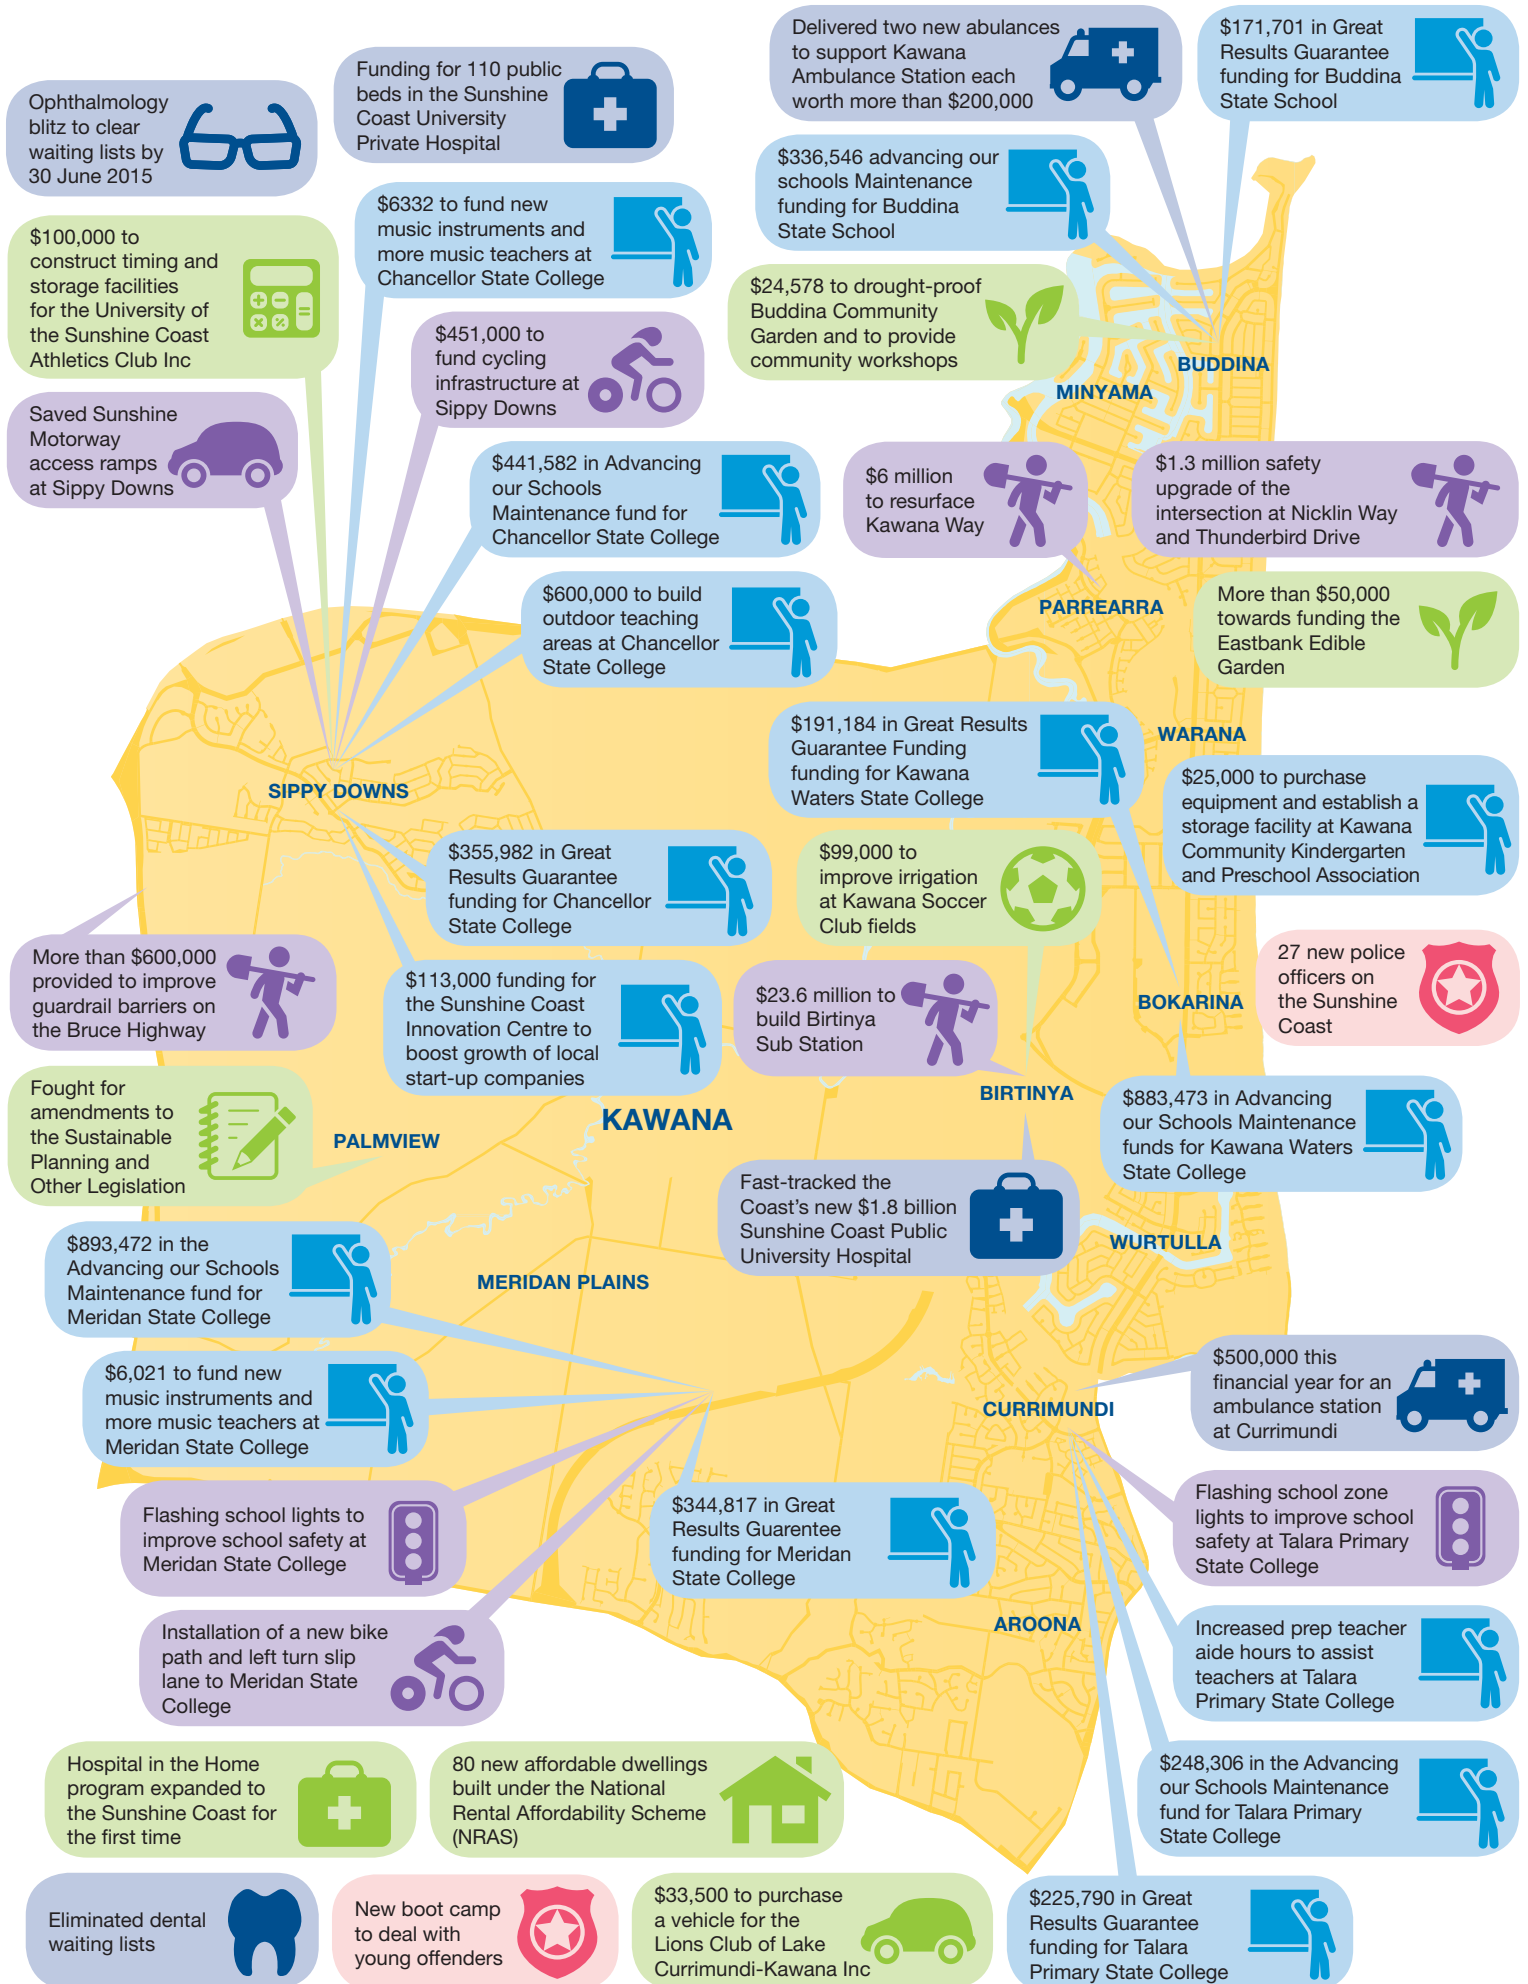 Delivered two new abulances
to support Kawana
Ambulance Station each
worth more than $200,000
$171,701 in Great
Results Guarantee
funding for Buddina
State School
Funding for 110 public
beds in the Sunshine
Coast University
Private Hospital
Ophthalmology
blitz to clear
waiting lists by
30 June 2015
$336,546 advancing our
schools Maintenance
funding for Buddina
State School
$6332 to fund new
music instruments and
more music teachers at
Chancellor State College
$100,000 to
construct timing and
storage facilities
for the University of
the Sunshine Coast
Athletics Club Inc
$24,578 to drought-proof
Buddina Community
Garden and to provide
community workshops
$451,000 to
fund cycling
infrastructure at
Sippy Downs
BUDDINA
MINYAMA
Saved Sunshine
Motorway
access ramps
at Sippy Downs
$441,582 in Advancing
our Schools
Maintenance fund for
Chancellor State College
$6 million
to resurface
Kawana Way
$1.3 million safety
upgrade of the
intersection at Nicklin Way
and Thunderbird Drive
$600,000 to build
outdoor teaching
areas at Chancellor
State College
PARREARRA
More than $50,000
towards funding the
Eastbank Edible
Garden
$191,184 in Great Results
Guarantee Funding
funding for Kawana
Waters State College
WARANA
SIPPY DOWNS
$25,000 to purchase
equipment and establish a
storage facility at Kawana
Community Kindergarten
and Preschool Association
$355,982 in Great
Results Guarantee
funding for Chancellor
State College
$99,000 to
improve irrigation
at Kawana Soccer
Club fields
More than $600,000
provided to improve
guardrail barriers on
the Bruce Highway
$113,000 funding for
the Sunshine Coast
Innovation Centre to
boost growth of local
start-up companies
$23.6 million to
build Birtinya
Sub Station
BOKARINA
27 new police
officers on
the Sunshine
Coast
BIRTINYA
Fought for
amendments to
the Sustainable
Planning and
Other Legislation
KAWANA
PALMVIEW
$883,473 in Advancing
our Schools Maintenance
funds for Kawana Waters
State College
Fast-tracked the
Coast's new $1.8 billion
Sunshine Coast Public
University Hospital
WURTULLA
$893,472 in the
Advancing our Schools
Maintenance fund for
Meridan State College
MERIDAN PLAINS
$6,021 to fund new
music instruments and
more music teachers at
Meridan State College
$500,000 this
financial year for an
ambulance station
at Currimundi
CURRIMUNDI
Flashing school lights to
improve school safety at
Meridan State College
$344,817 in Great
Results Guarentee
funding for Meridan
State College
Flashing school zone
lights to improve school
safety at Talara Primary
State College
Installation of a new bike
path and left turn slip
lane to Meridan State
College
AROONA
Increased prep teacher
aide hours to assist
teachers at Talara
Primary State College
Hospital in the Home
program expanded to
the Sunshine Coast for
the first time
80 new affordable dwellings
built under the National
Rental Affordability Scheme
(NRAS)
$248,306 in the Advancing
our Schools Maintenance
fund for Talara Primary
State College
Eliminated dental
waiting lists
New boot camp
to deal with
young offenders
$33,500 to purchase
a vehicle for the
Lions Club of Lake
Currimundi-Kawana Inc
$225,790 in Great
Results Guarantee
funding for Talara
Primary State College